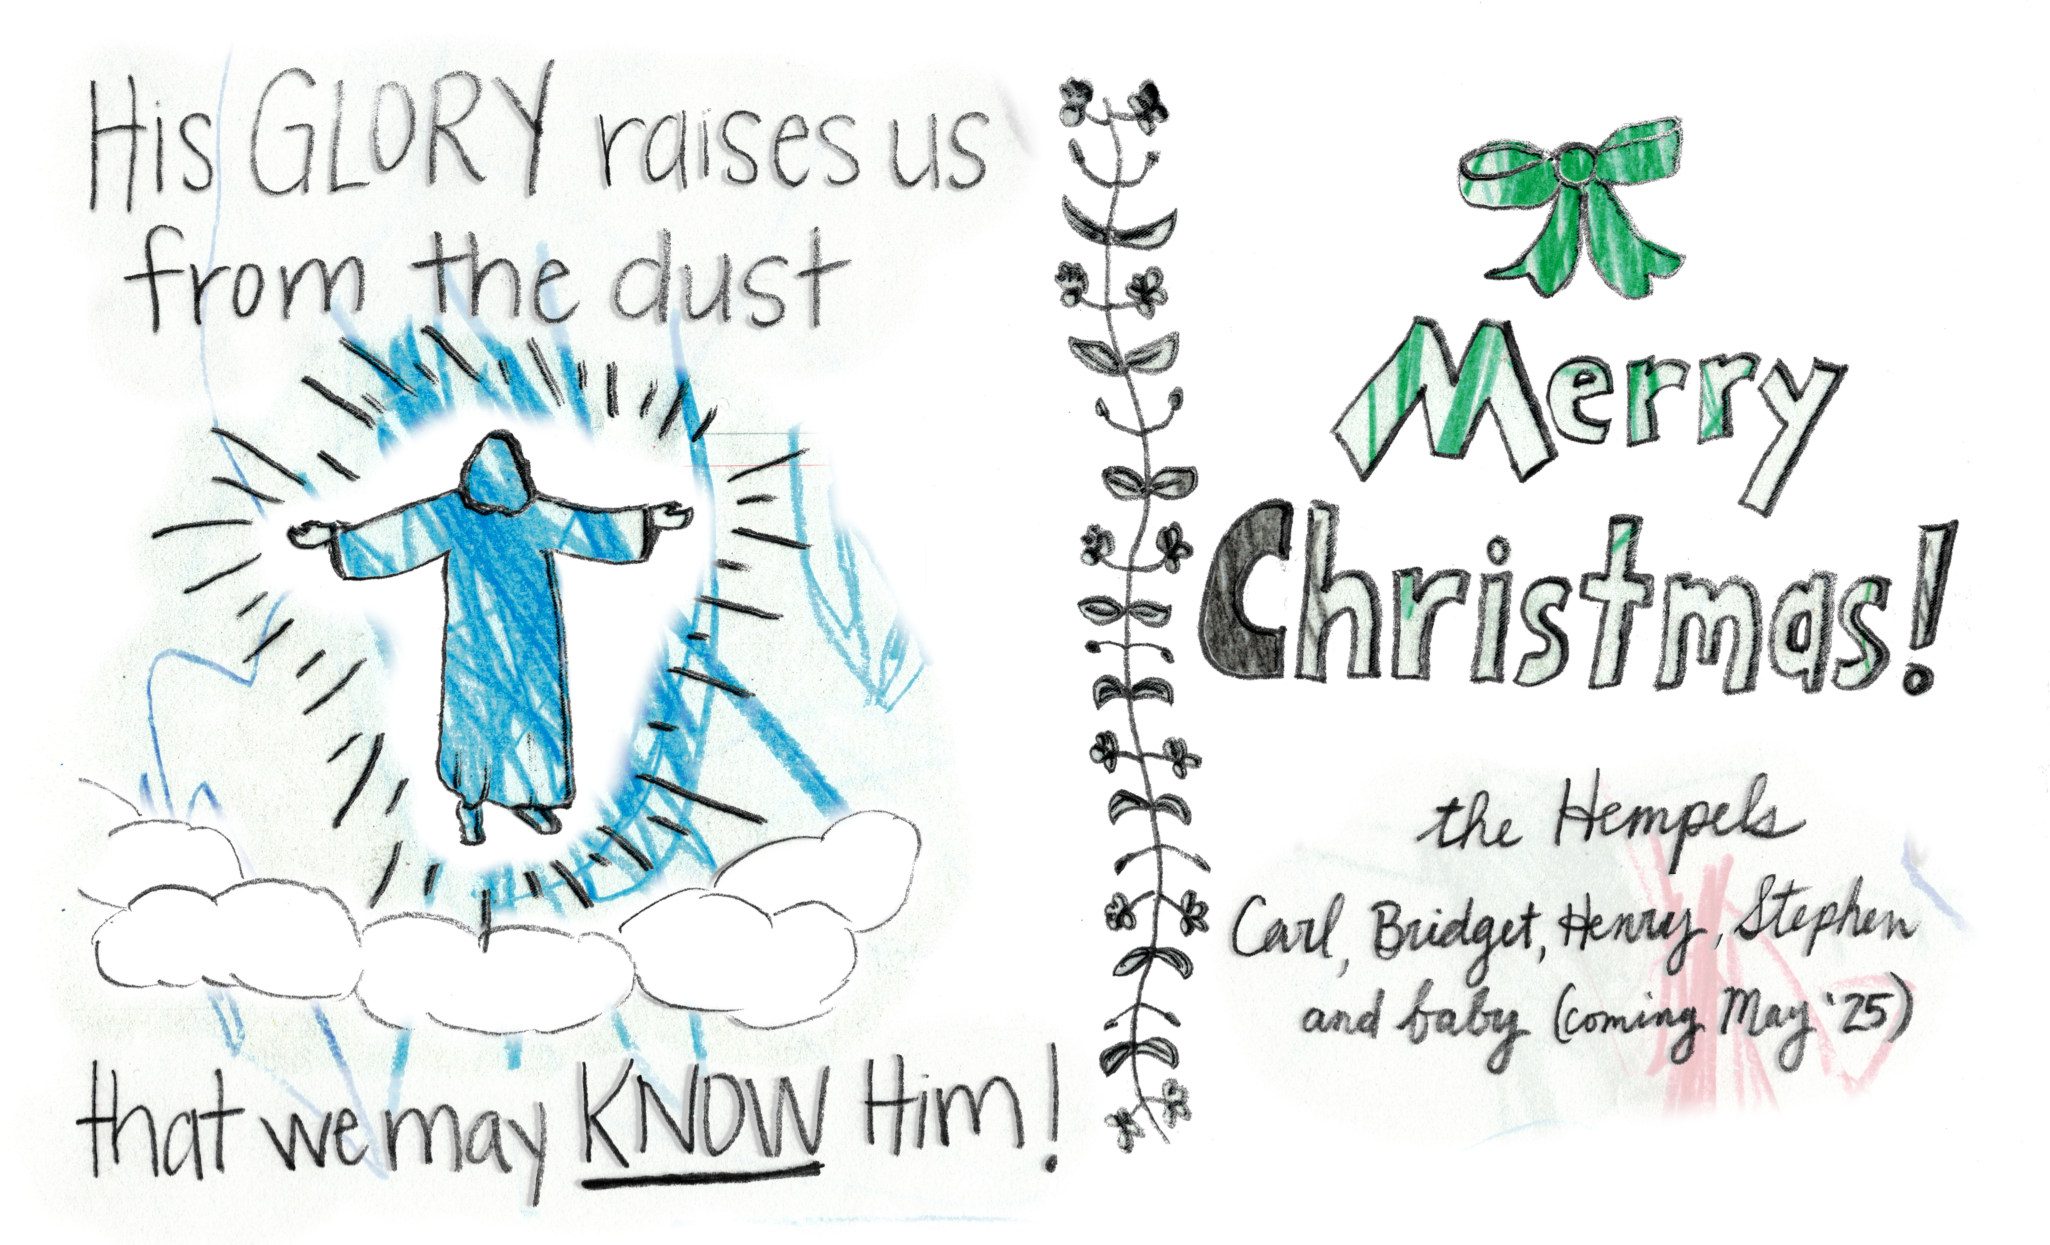 His GLORY raises us
from the dust
that we may KNOW Him!
Merry
Christmas!
the Hempels
Carl, Bridget, Henry, Stephen
and baby (coming May '25)